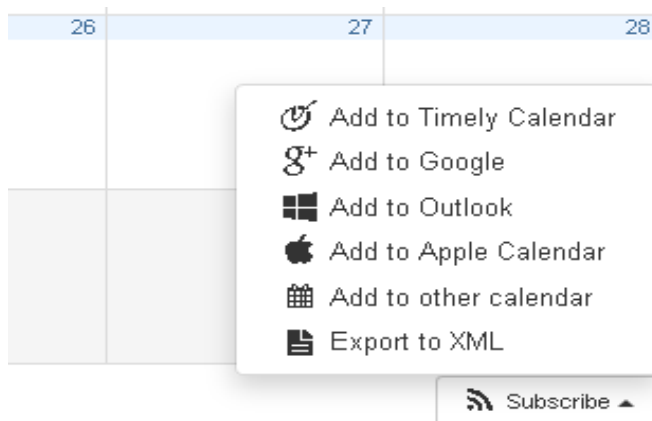 26 27 28
Add to Timely Calendar
Add to Google
Add to Outlook
Add to Apple Calendar
Add to other calendar
Export to XML
Subscribe